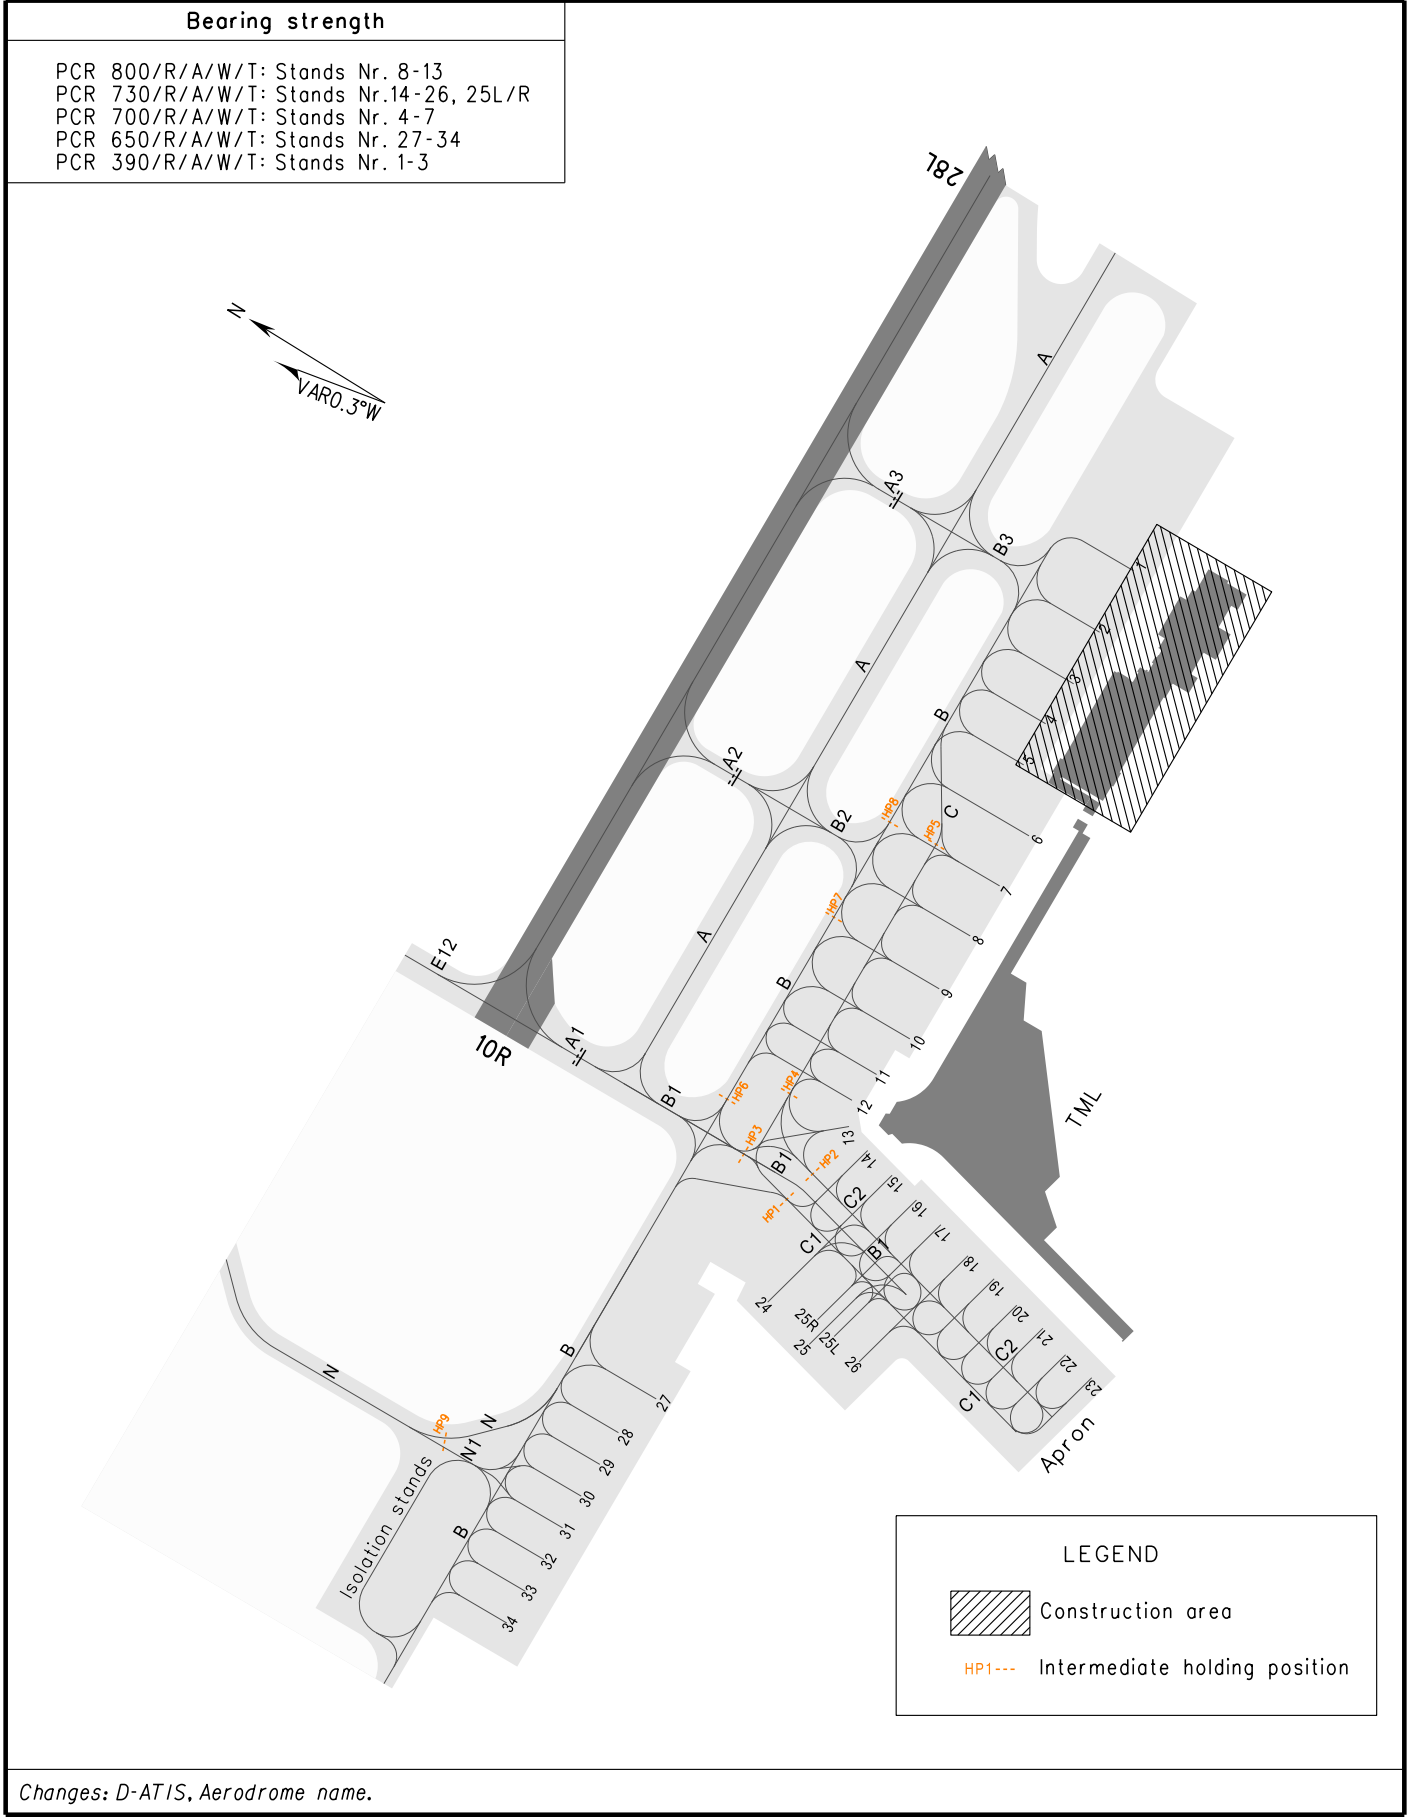 Bearing strength
PCR 800/R/A/W/T: Stands Nr. 8-13
PCR 730/R/A/W/T: Stands Nr.14-26, 25L/R
PCR 700/R/A/W/T: Stands Nr. 4-7
PCR 650/R/A/W/T: Stands Nr. 27-34
PCR 390/R/A/W/T: Stands Nr. 1-3
28L
N
VAR0.3°W
A
A3
B3
1
2
3
4
5
A
B
A2
B2
HP8
HP5
C
6
7
HP7
8
A
E12
B
9
10R
A1
10
B1
HP6
HP4
11
12
TML
HP3
13
B1
HP2
14
15
HP1
C2
16
C1
B1
17
18
24
25R
25
25L
26
19
20
21
C2
22
23
C1
Apron
N
B
27
HP9
N
N1
28
29
Isolation stands
30
B
31
32
33
34
LEGEND
Construction area
HP1--- Intermediate holding position
Changes: D-ATIS, Aerodrome name.